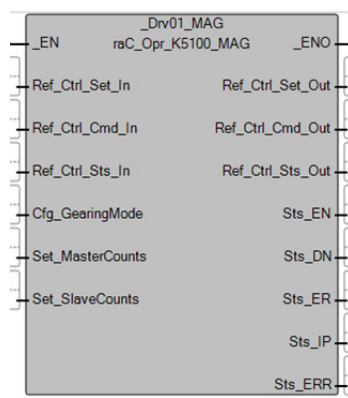 _Drv01_MAG
_EN raC_Opr_K5100_MAG _ENO
Ref_Ctrl_Set_In Ref_Ctrl_Set_Out
Ref_Ctrl_Cmd_In Ref_Ctrl_Cmd_Out
Ref_Ctrl_Sts_In Ref_Ctrl_Sts_Out
Cfg_GearingMode Sts_EN
Set_MasterCounts Sts_DN
Set_SlaveCounts Sts_ER
Sts_IP
Sts_ERR